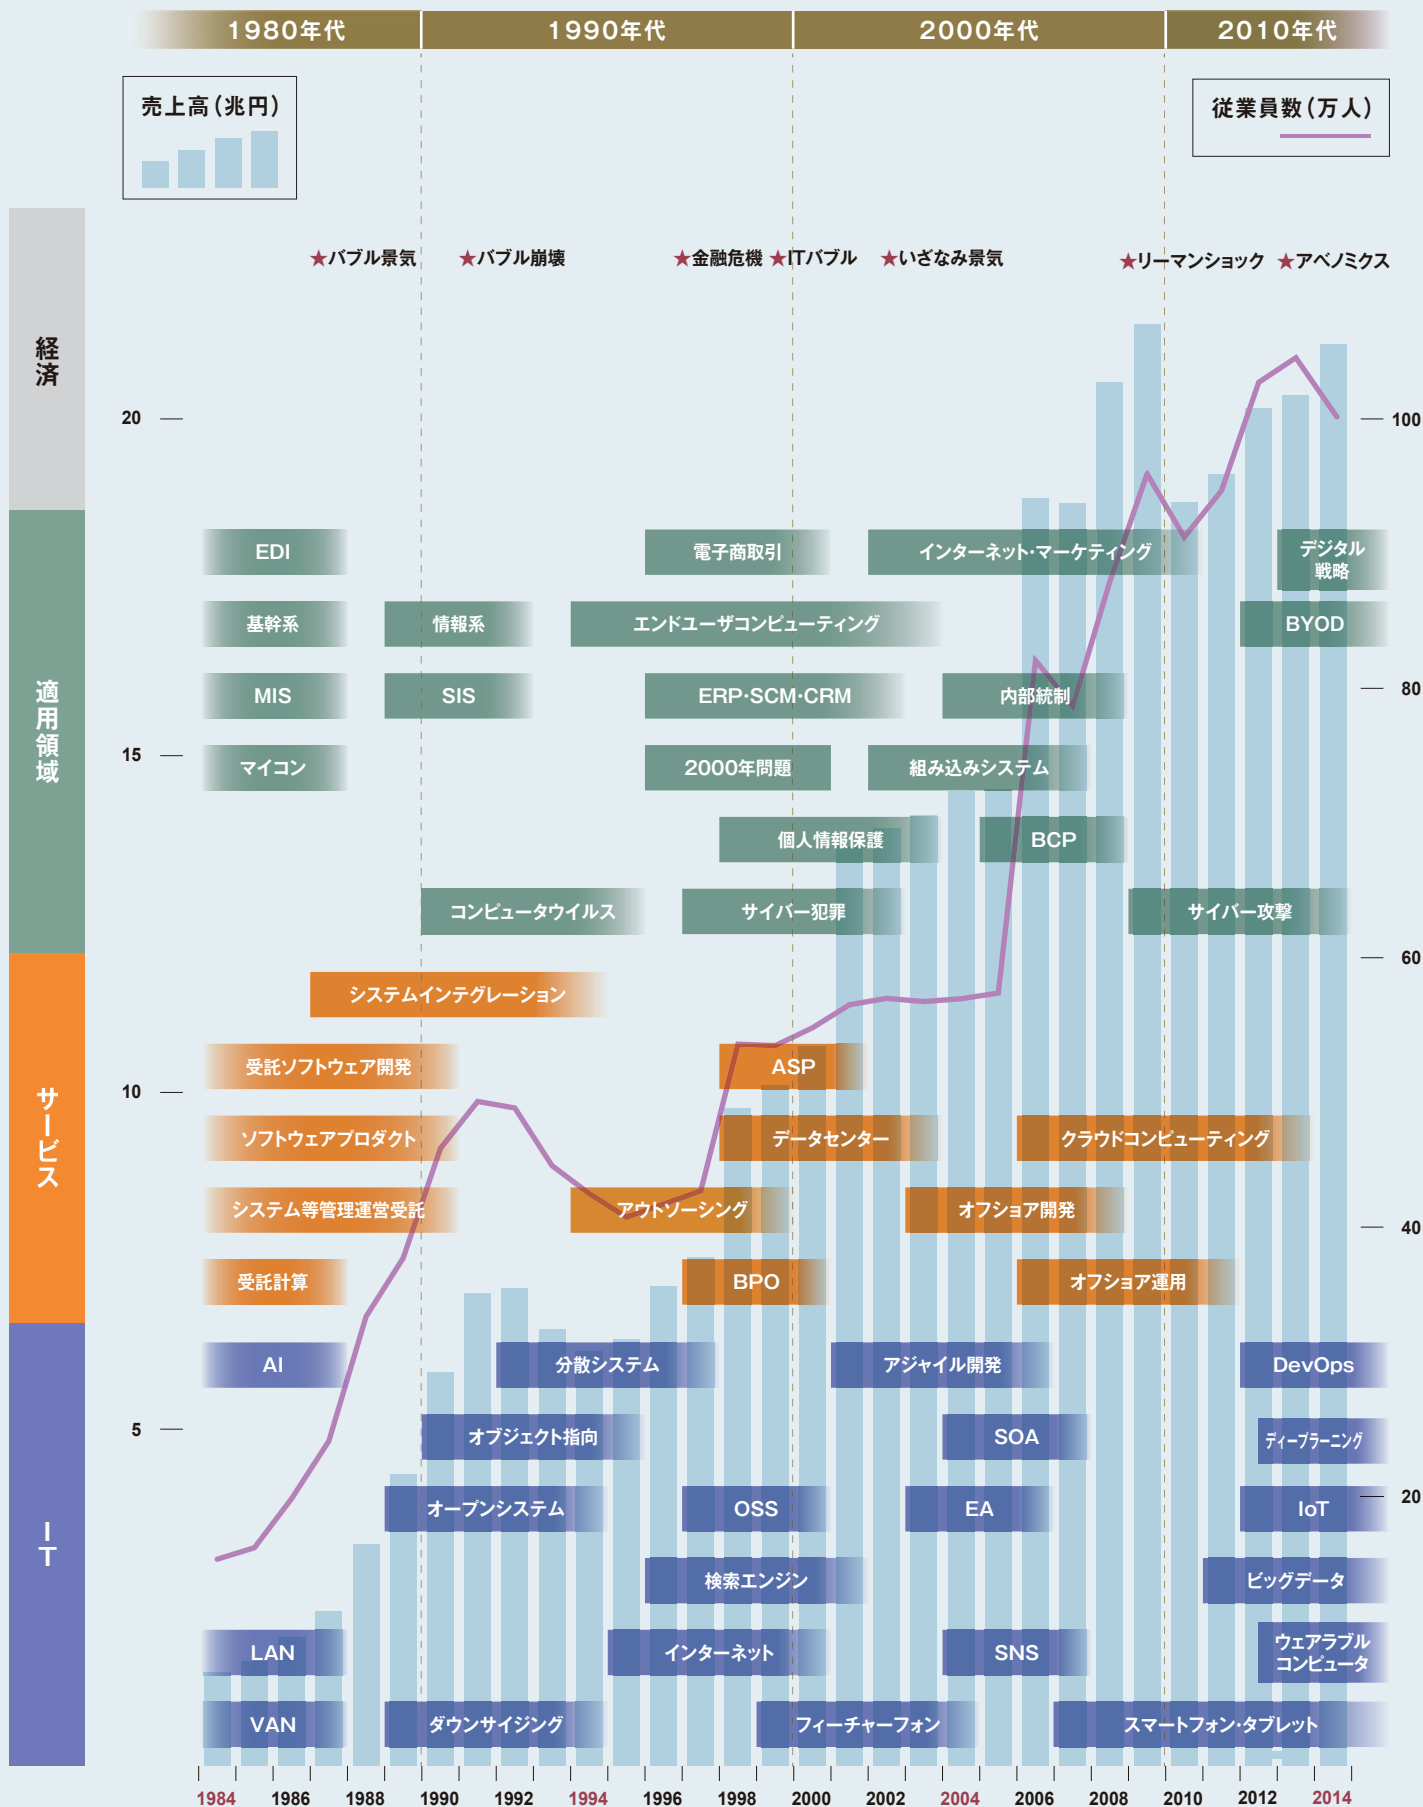 1980年代
1990年代
2000年代
2010年代
売上高（兆円）
従業員数（万人）
経済
★バブル景気
★バブル崩壊
★金融危機
★ITバブル
★いざなみ景気
★リーマンショック
★アベノミクス
20
15
10
5
100
80
60
40
20
適用領域
EDI
電子商取引
インターネット・マーケティング
デジタル
戦略
基幹系
情報系
エンドユーザコンピューティング
BYOD
MIS
SIS
ERP・SCM・CRM
内部統制
マイコン
2000年問題
組み込みシステム
個人情報保護
BCP
コンピュータウイルス
サイバー犯罪
サイバー攻撃
サービス
システムインテグレーション
受託ソフトウェア開発
ASP
ソフトウェアプロダクト
データセンター
クラウドコンピューティング
システム等管理運営受託
アウトソーシング
オフショア開発
受託計算
BPO
オフショア運用
IT
AI
分散システム
アジャイル開発
DevOps
オブジェクト指向
SOA
ディープラーニング
オープンシステム
OSS
EA
IoT
検索エンジン
ビッグデータ
LAN
インターネット
SNS
ウェアラブル
コンピュータ
VAN
ダウンサイジング
フィーチャーフォン
スマートフォン・タブレット
1984
1986
1988
1990
1992
1994
1996
1998
2000
2002
2004
2006
2008
2010
2012
2014